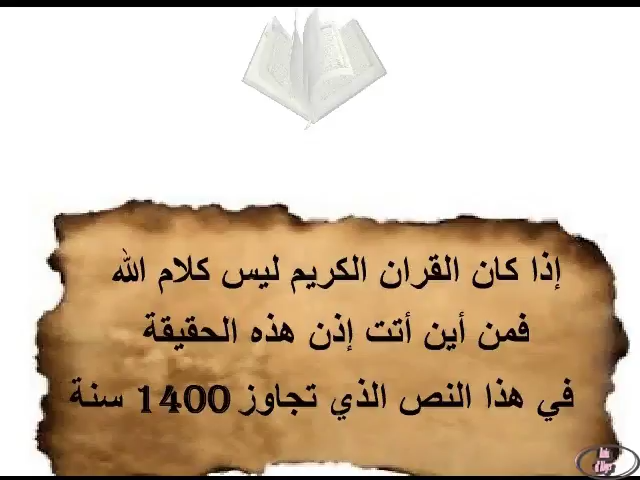 إذا كان القران الكريم ليس كلام الله
فمن أين أتت إذن هذه الحقيقة
في هذا النص الذي تجاوز 1400 سنة